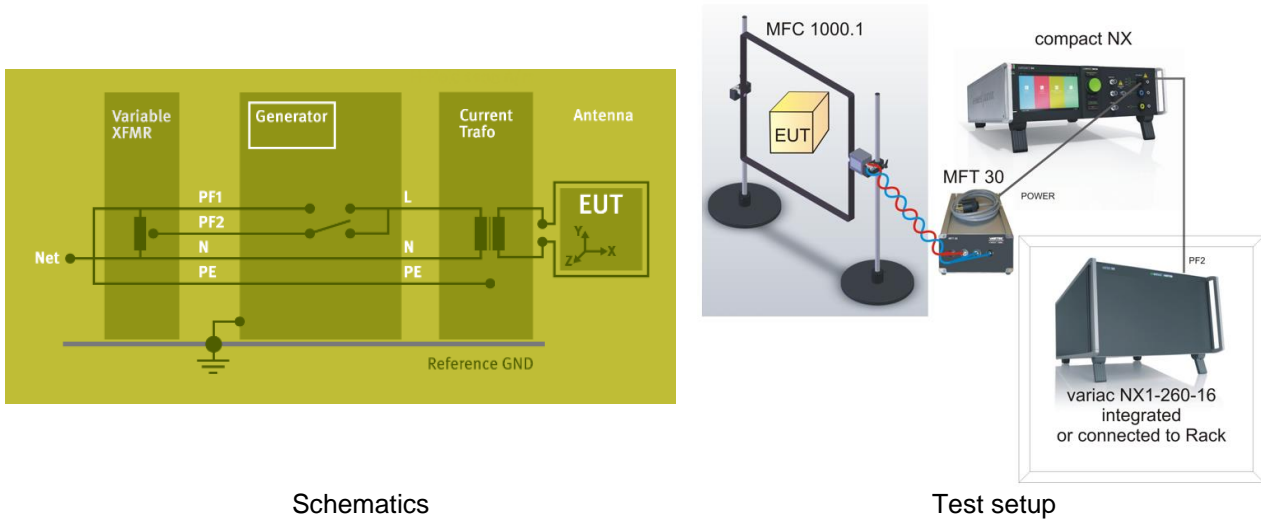 Variable
XFMR
Generator
Current
Trafo
Antenna
PF1
PF2
N
PE
L
N
PE
Net
EUT
Y
X
Z
Reference GND
Schematics
MFC 1000.1
EUT
compact NX
MFT 30
POWER
PF2
variac NX1-260-16
integrated
or connected to Rack
Test setup